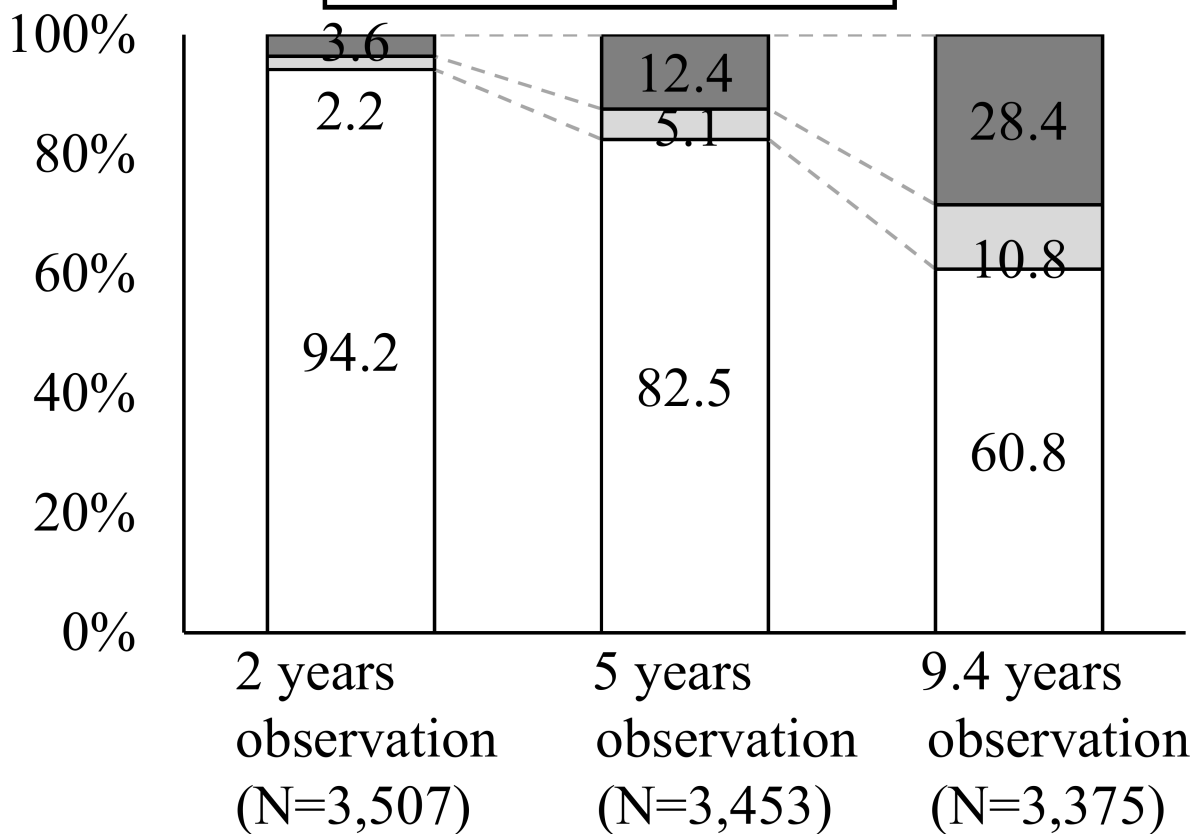 100%
80%
60%
40%
20%
0%
3.6
2.2
94.2
12.4
5.1
82.5
28.4
10.8
60.8
2 years
observation
(N=3,507)
5 years
observation
(N=3,453)
9.4 years
observation
(N=3,375)